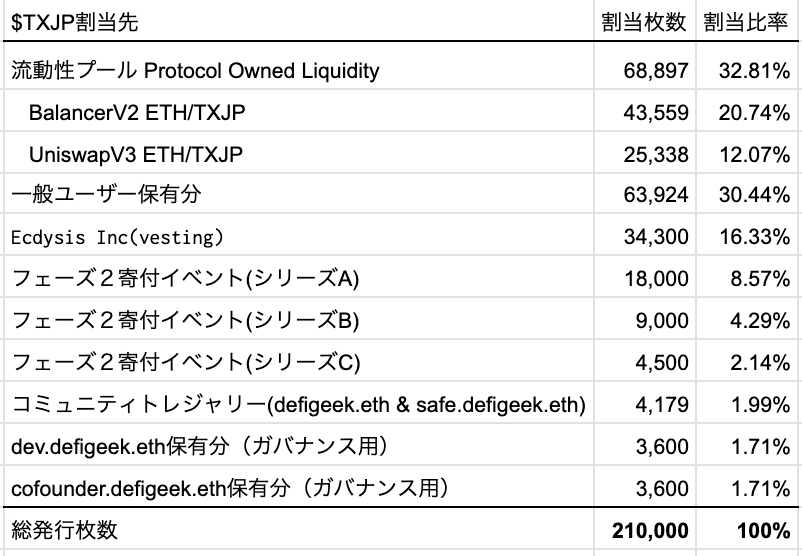 $TXJP割当先 割当枚数 割当比率
流動性プール Protocol Owned Liquidity 68,897 32.81%
BalancerV2 ETH/TXJP 43,559 20.74%
UniswapV3 ETH/TXJP 25,338 12.07%
一般ユーザー保有分 63,924 30.44%
Ecdysis Inc(vesting) 34,300 16.33%
フェーズ２寄付イベント(シリーズA) 18,000 8.57%
フェーズ２寄付イベント(シリーズB) 9,000 4.29%
フェーズ２寄付イベント(シリーズC) 4,500 2.14%
コミュニティトレジャリー(defigeek.eth & safe.defigeek.eth) 4,179 1.99%
dev.defigeek.eth保有分（ガバナンス用） 3,600 1.71%
cofounder.defigeek.eth保有分（ガバナンス用） 3,600 1.71%
総発行枚数 210,000 100%